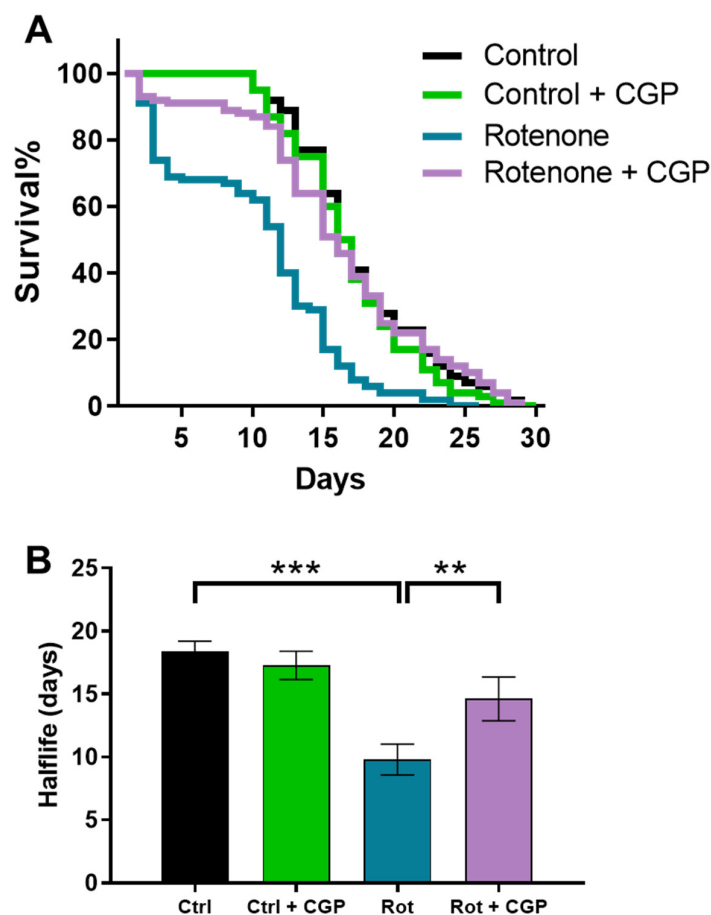 A
Control
Control + CGP
Rotenone
Rotenone + CGP
Survival%
100
80
60
40
20
0
5 10 15 20 25 30
Days
B
Halflife (days)
25
20
15
10
5
0
*** **
Ctrl Ctrl + CGP Rot Rot + CGP